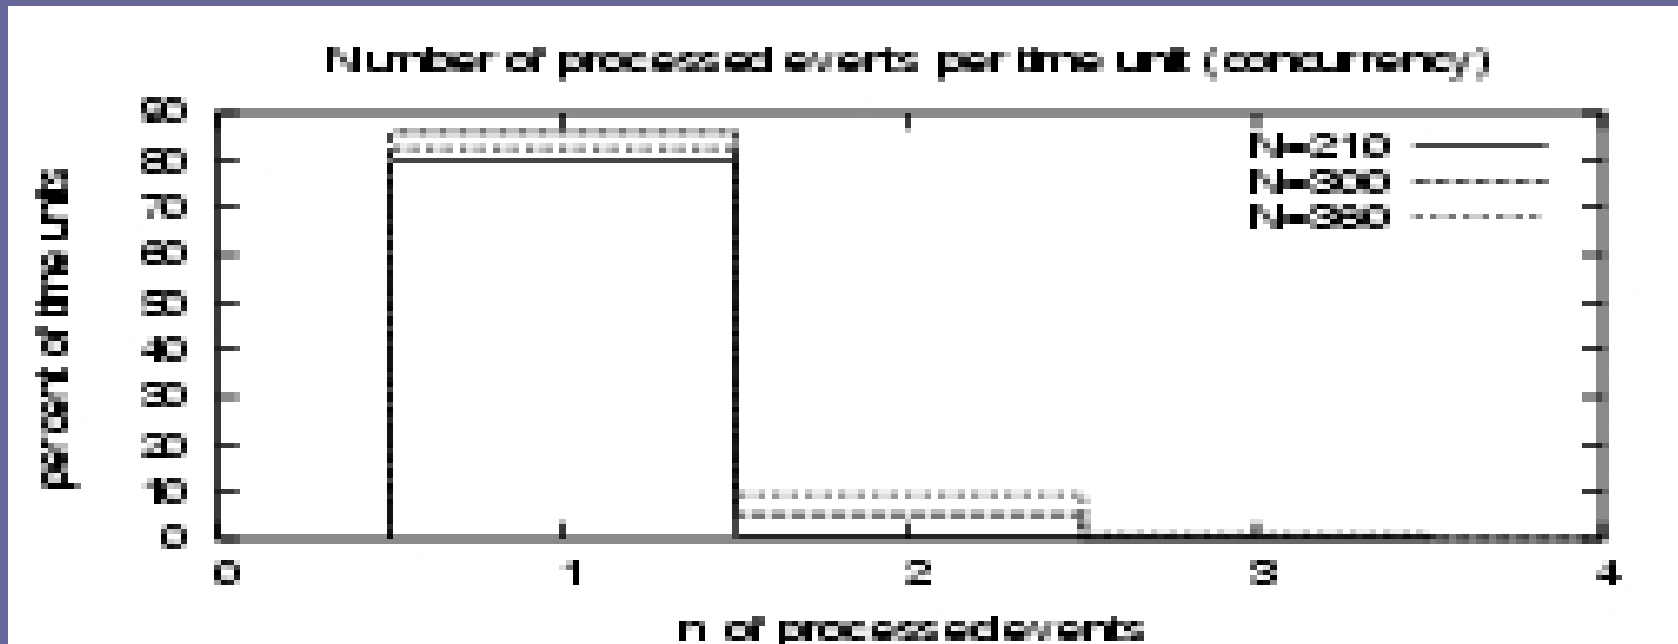 Number of processed events per time unit (concurrency)
percent of time units
90
80
70
60
50
40
30
20
10
0
N=210
N=300
0 1 2 3 4
n of processed events